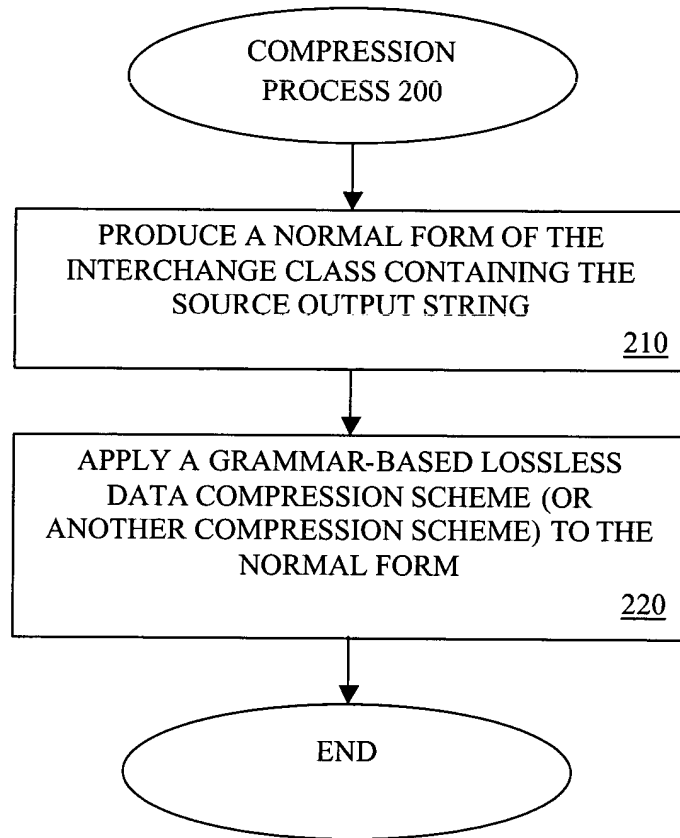 COMPRESSION
PROCESS 200
PRODUCE A NORMAL FORM OF THE
INTERCHANGE CLASS CONTAINING THE
SOURCE OUTPUT STRING
210
APPLY A GRAMMAR-BASED LOSSLESS
DATA COMPRESSION SCHEME (OR
ANOTHER COMPRESSION SCHEME) TO THE
NORMAL FORM
220
END